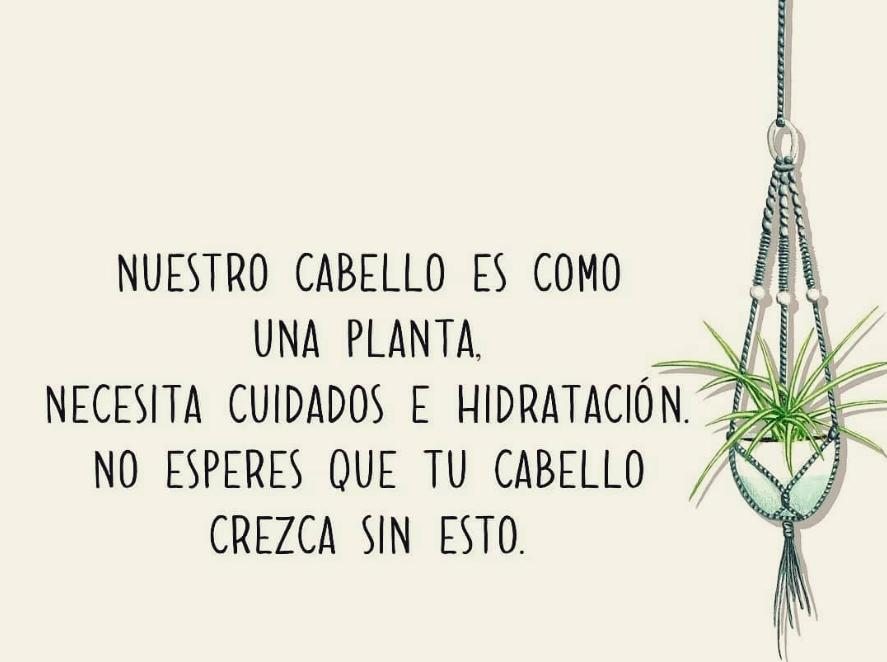 NUESTRO CABELLO ES COMO
UNA PLANTA,
NECESITA CUIDADOS E HIDRATACIÓN.
NO ESPERES QUE TU CABELLO
CREZCA SIN ESTO.